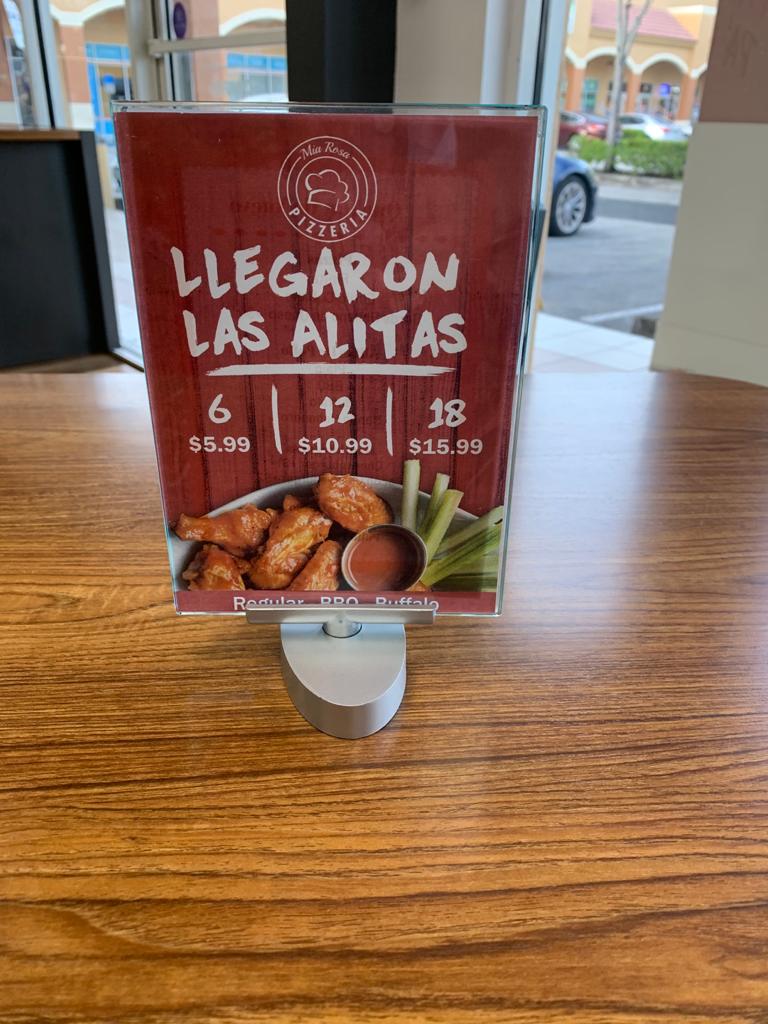 Mia Rosa
PIZZERIA
LLEGARON
LAS ALITAS
6 12 18
$5.99 $10.99 $15.99
Regular BBQ Buffalo